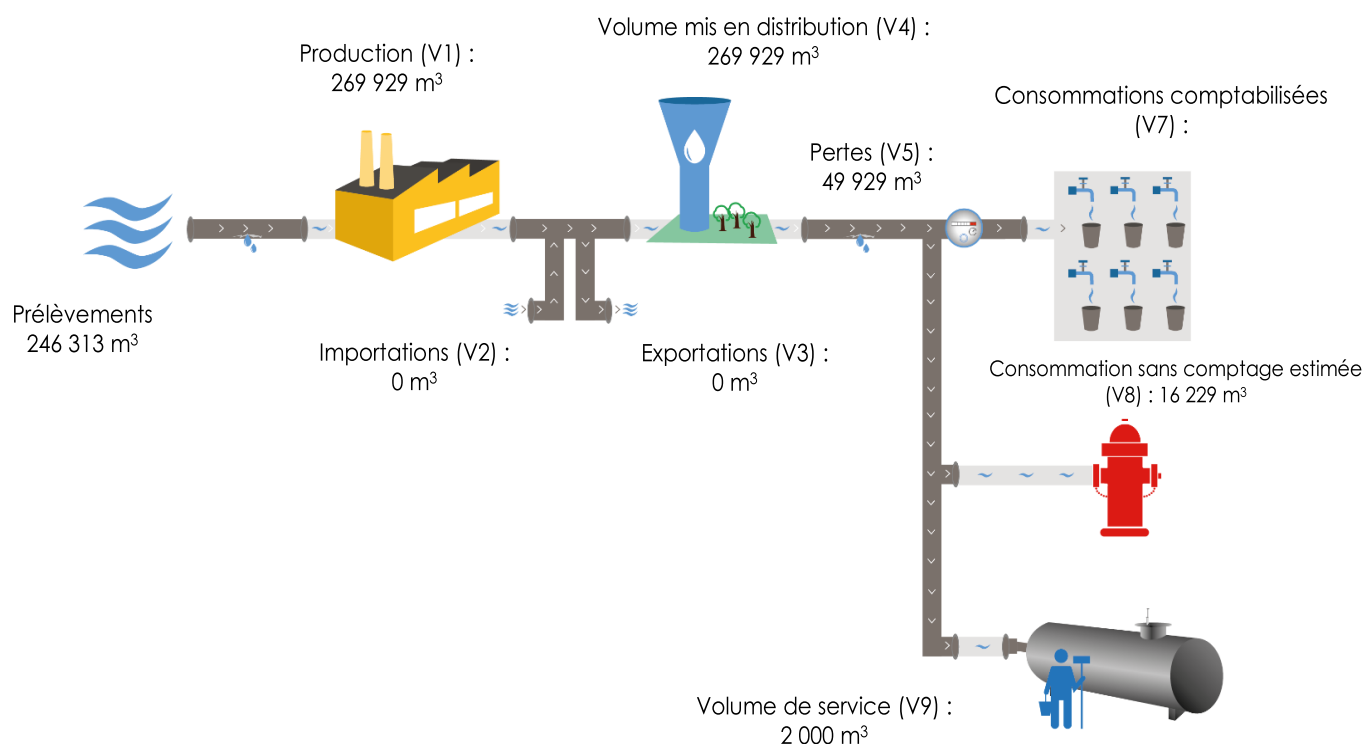 Volume mis en distribution (V4) :
269 929 m³
Production (V1) :
269 929 m³
Consommations comptabilisées
(V7) :
Pertes (V5) :
49 929 m³
Prélèvements
246 313 m³
Importations (V2) :
0 m³
Exportations (V3) :
0 m³
Consommation sans comptage estimée
(V8) : 16 229 m³
Volume de service (V9) :
2 000 m³